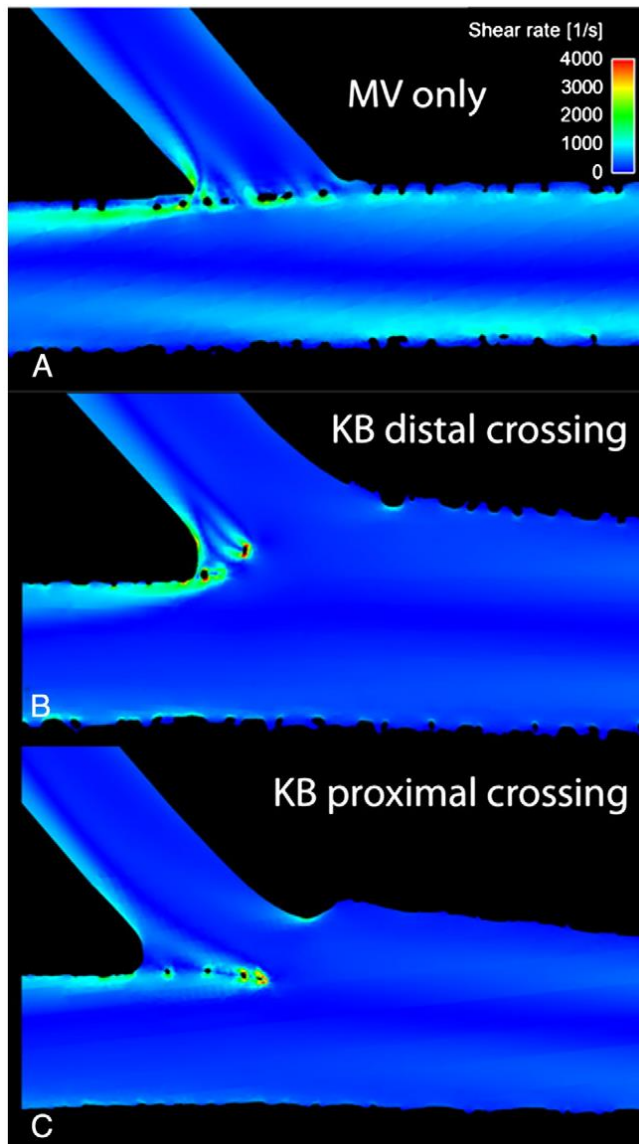 Shear rate [1/s]
4000
3000
2000
1000
0
MV only
A
KB distal crossing
B
KB proximal crossing
C